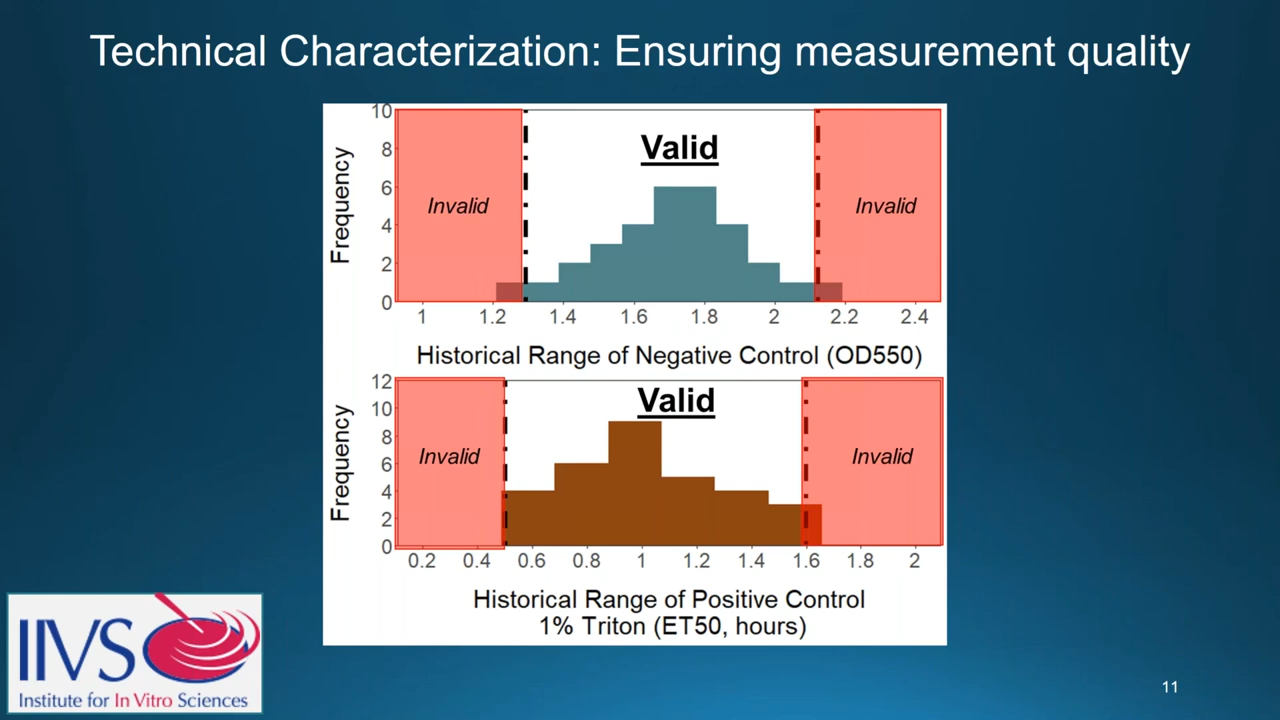 Technical Characterization: Ensuring measurement quality
10
8
6
4
2
0
Frequency
Invalid
Valid
Invalid
1 1.2 1.4 1.6 1.8 2 2.2 2.4
Historical Range of Negative Control (OD550)
12
10
8
6
4
2
0
Frequency
Invalid
Valid
Invalid
0.2 0.4 0.6 0.8 1 1.2 1.4 1.6 1.8 2
Historical Range of Positive Control
1% Triton (ET50, hours)
IIVS
Institute for In Vitro Sciences
11